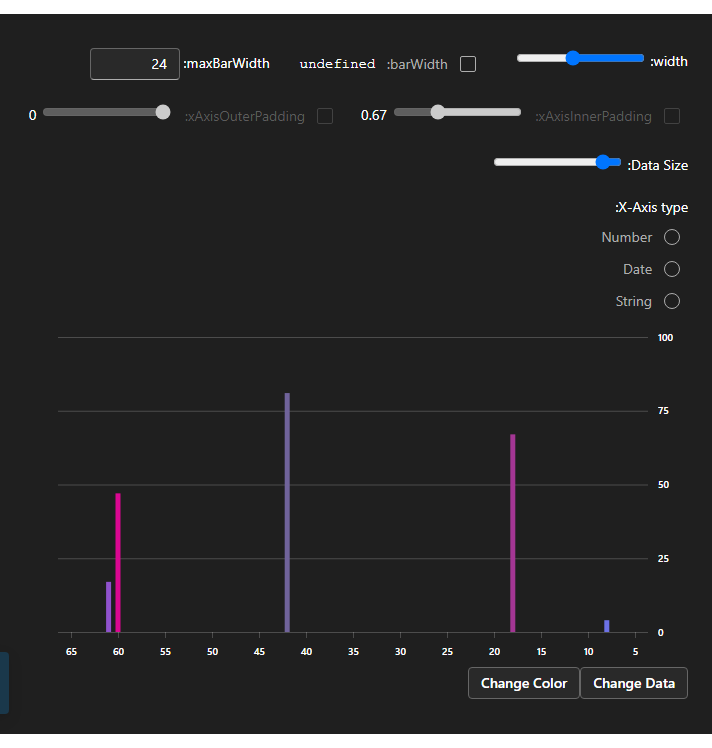 :width
:barWidth undefined
:maxBarWidth 24
:xAxisInnerPadding 0.67
:xAxisOuterPadding 0
:Data Size
:X-Axis type
Number
Date
String
100
75
50
25
0
65 60 55 50 45 40 35 30 25 20 15 10 5
Change Color Change Data